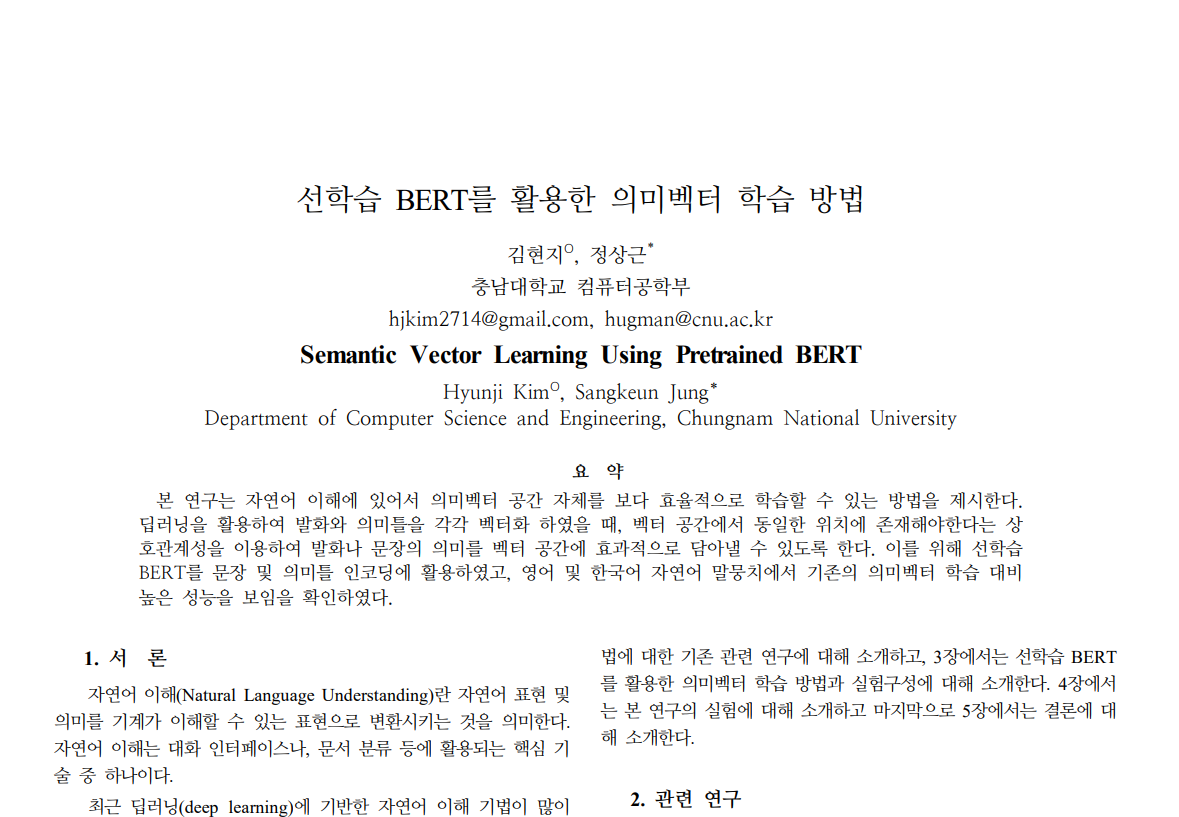 선학습 BERT를 활용한 의미벡터 학습 방법
김현지○, 정상근*
충남대학교 컴퓨터공학부
hjkim2714@gmail.com, hugman@cnu.ac.kr
Semantic Vector Learning Using Pretrained BERT
Hyunji Kim○, Sangkeun Jung*
Department of Computer Science and Engineering, Chungnam National University
요 약
본 연구는 자연어 이해에 있어서 의미벡터 공간 자체를 보다 효율적으로 학습할 수 있는 방법을 제시한다.
딥러닝을 활용하여 발화와 의미틀을 각각 벡터화 하였을 때, 벡터 공간에서 동일한 위치에 존재해야한다는 상
호관계성을 이용하여 발화나 문장의 의미를 벡터 공간에 효과적으로 담아낼 수 있도록 한다. 이를 위해 선학습
BERT를 문장 및 의미틀 인코딩에 활용하였고, 영어 및 한국어 자연어 말뭉치에서 기존의 의미벡터 학습 대비
높은 성능을 보임을 확인하였다.
1. 서 론
자연어 이해(Natural Language Understanding)란 자연어 표현 및
의미를 기계가 이해할 수 있는 표현으로 변환시키는 것을 의미한다.
자연어 이해는 대화 인터페이스나, 문서 분류 등에 활용되는 핵심 기
술 중 하나이다.
최근 딥러닝(deep learning)에 기반한 자연어 이해 기법이 많이
법에 대한 기존 관련 연구에 대해 소개하고, 3장에서는 선학습 BERT
를 활용한 의미벡터 학습 방법과 실험구성에 대해 소개한다. 4장에서
는 본 연구의 실험에 대해 소개하고 마지막으로 5장에서는 결론에 대
해 소개한다.
2. 관련 연구